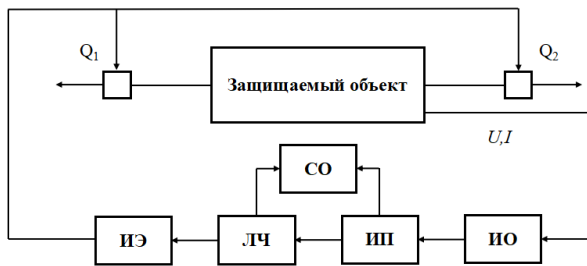 Q1
Q2
Защищаемый объект
U,I
СО
ИЭ
ЛЧ
ИП
ИО